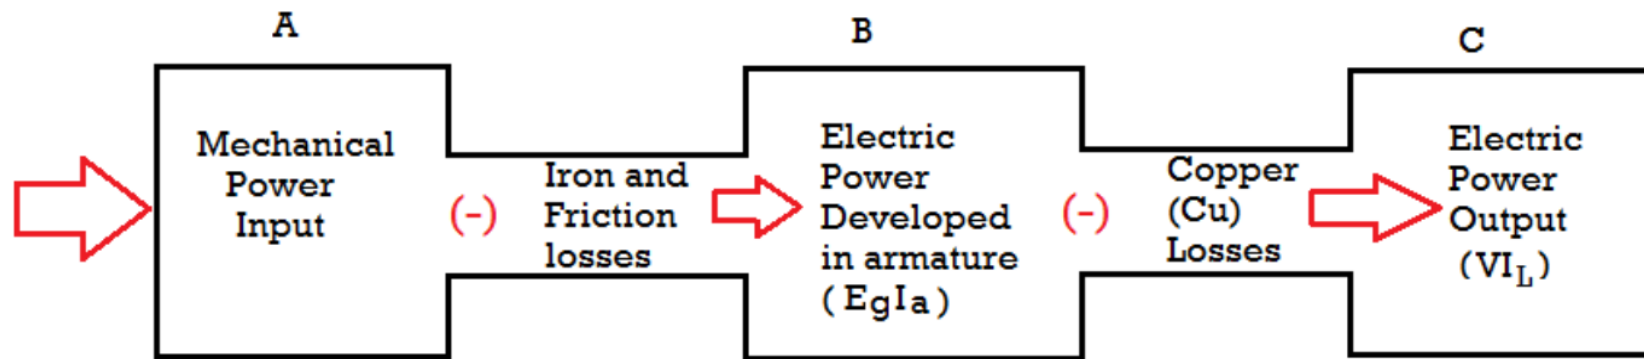 A
B
C
Mechanical
Power
Input
(-)
Iron and
Friction
losses
Electric
Power
Developed
in armature
( EgIa )
(-)
Copper
(Cu)
Losses
Electric
Power
Output
(VI_L)